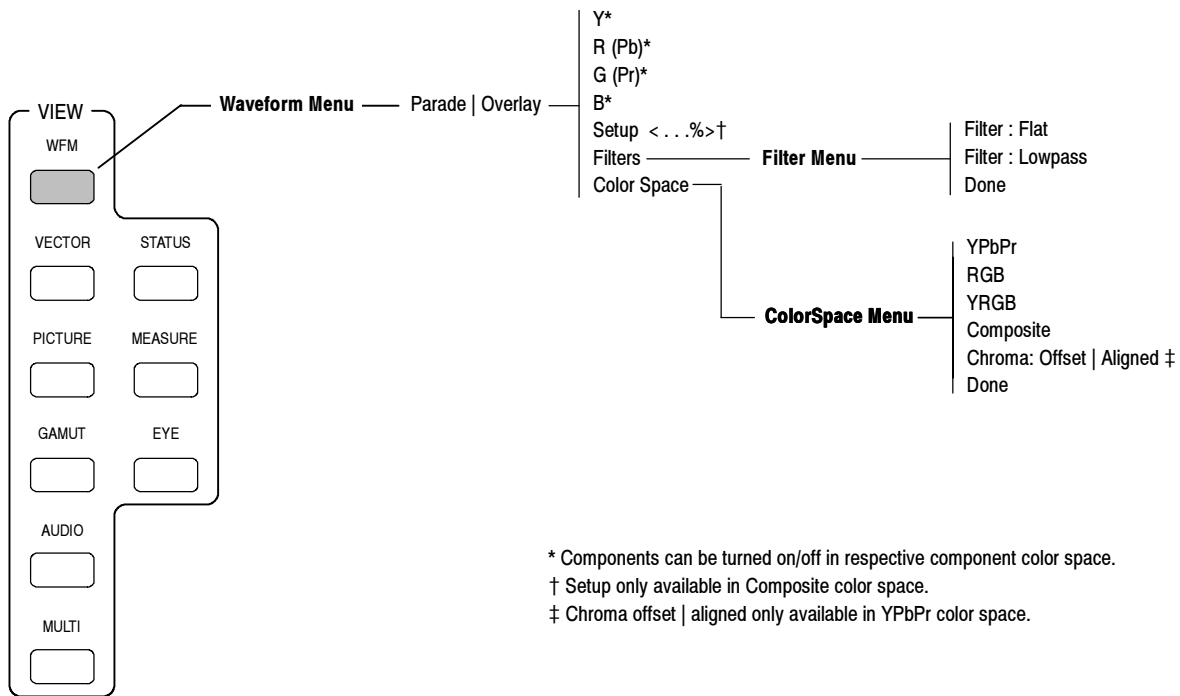 VIEW
WFM
VECTOR
STATUS
PICTURE
MEASURE
GAMUT
EYE
AUDIO
MULTI
Waveform Menu
Parade | Overlay
Y*
R (Pb)*
G (Pr)*
B*
Setup < . . .%>†
Filters
Color Space
Filter Menu
Filter : Flat
Filter : Lowpass
Done
ColorSpace Menu
YPbPr
RGB
YRGB
Composite
Chroma: Offset | Aligned ‡
Done
* Components can be turned on/off in respective component color space.
† Setup only available in Composite color space.
‡ Chroma offset | aligned only available in YPbPr color space.